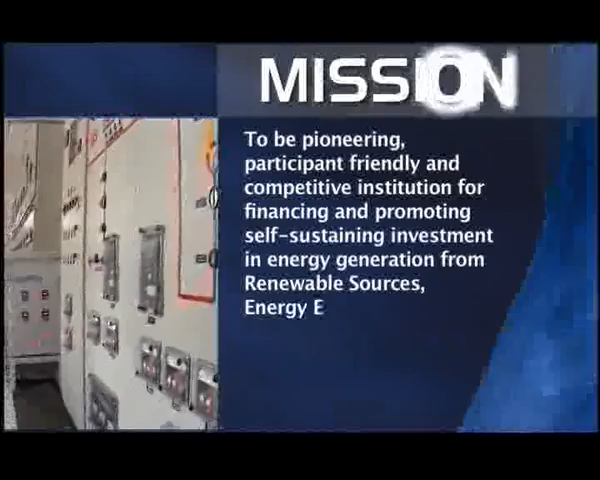 MISSION
To be pioneering,
participant friendly and
competitive institution for
financing and promoting
self-sustaining investment
in energy generation from
Renewable Sources,
Energy E